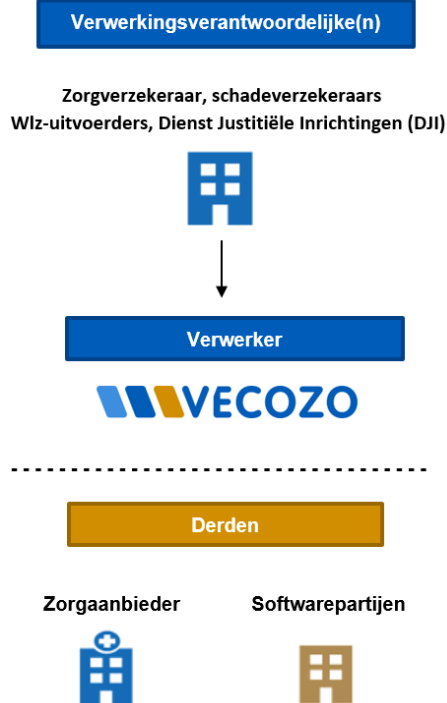 Verwerkingsverantwoordelijke(n)
Zorgverzekeraar, schadeverzekeraars
Wlz-uitvoerders, Dienst Justitiële Inrichtingen (DJI)
Verwerker
VECOZO
Derden
Zorgaanbieder
Softwarepartijen